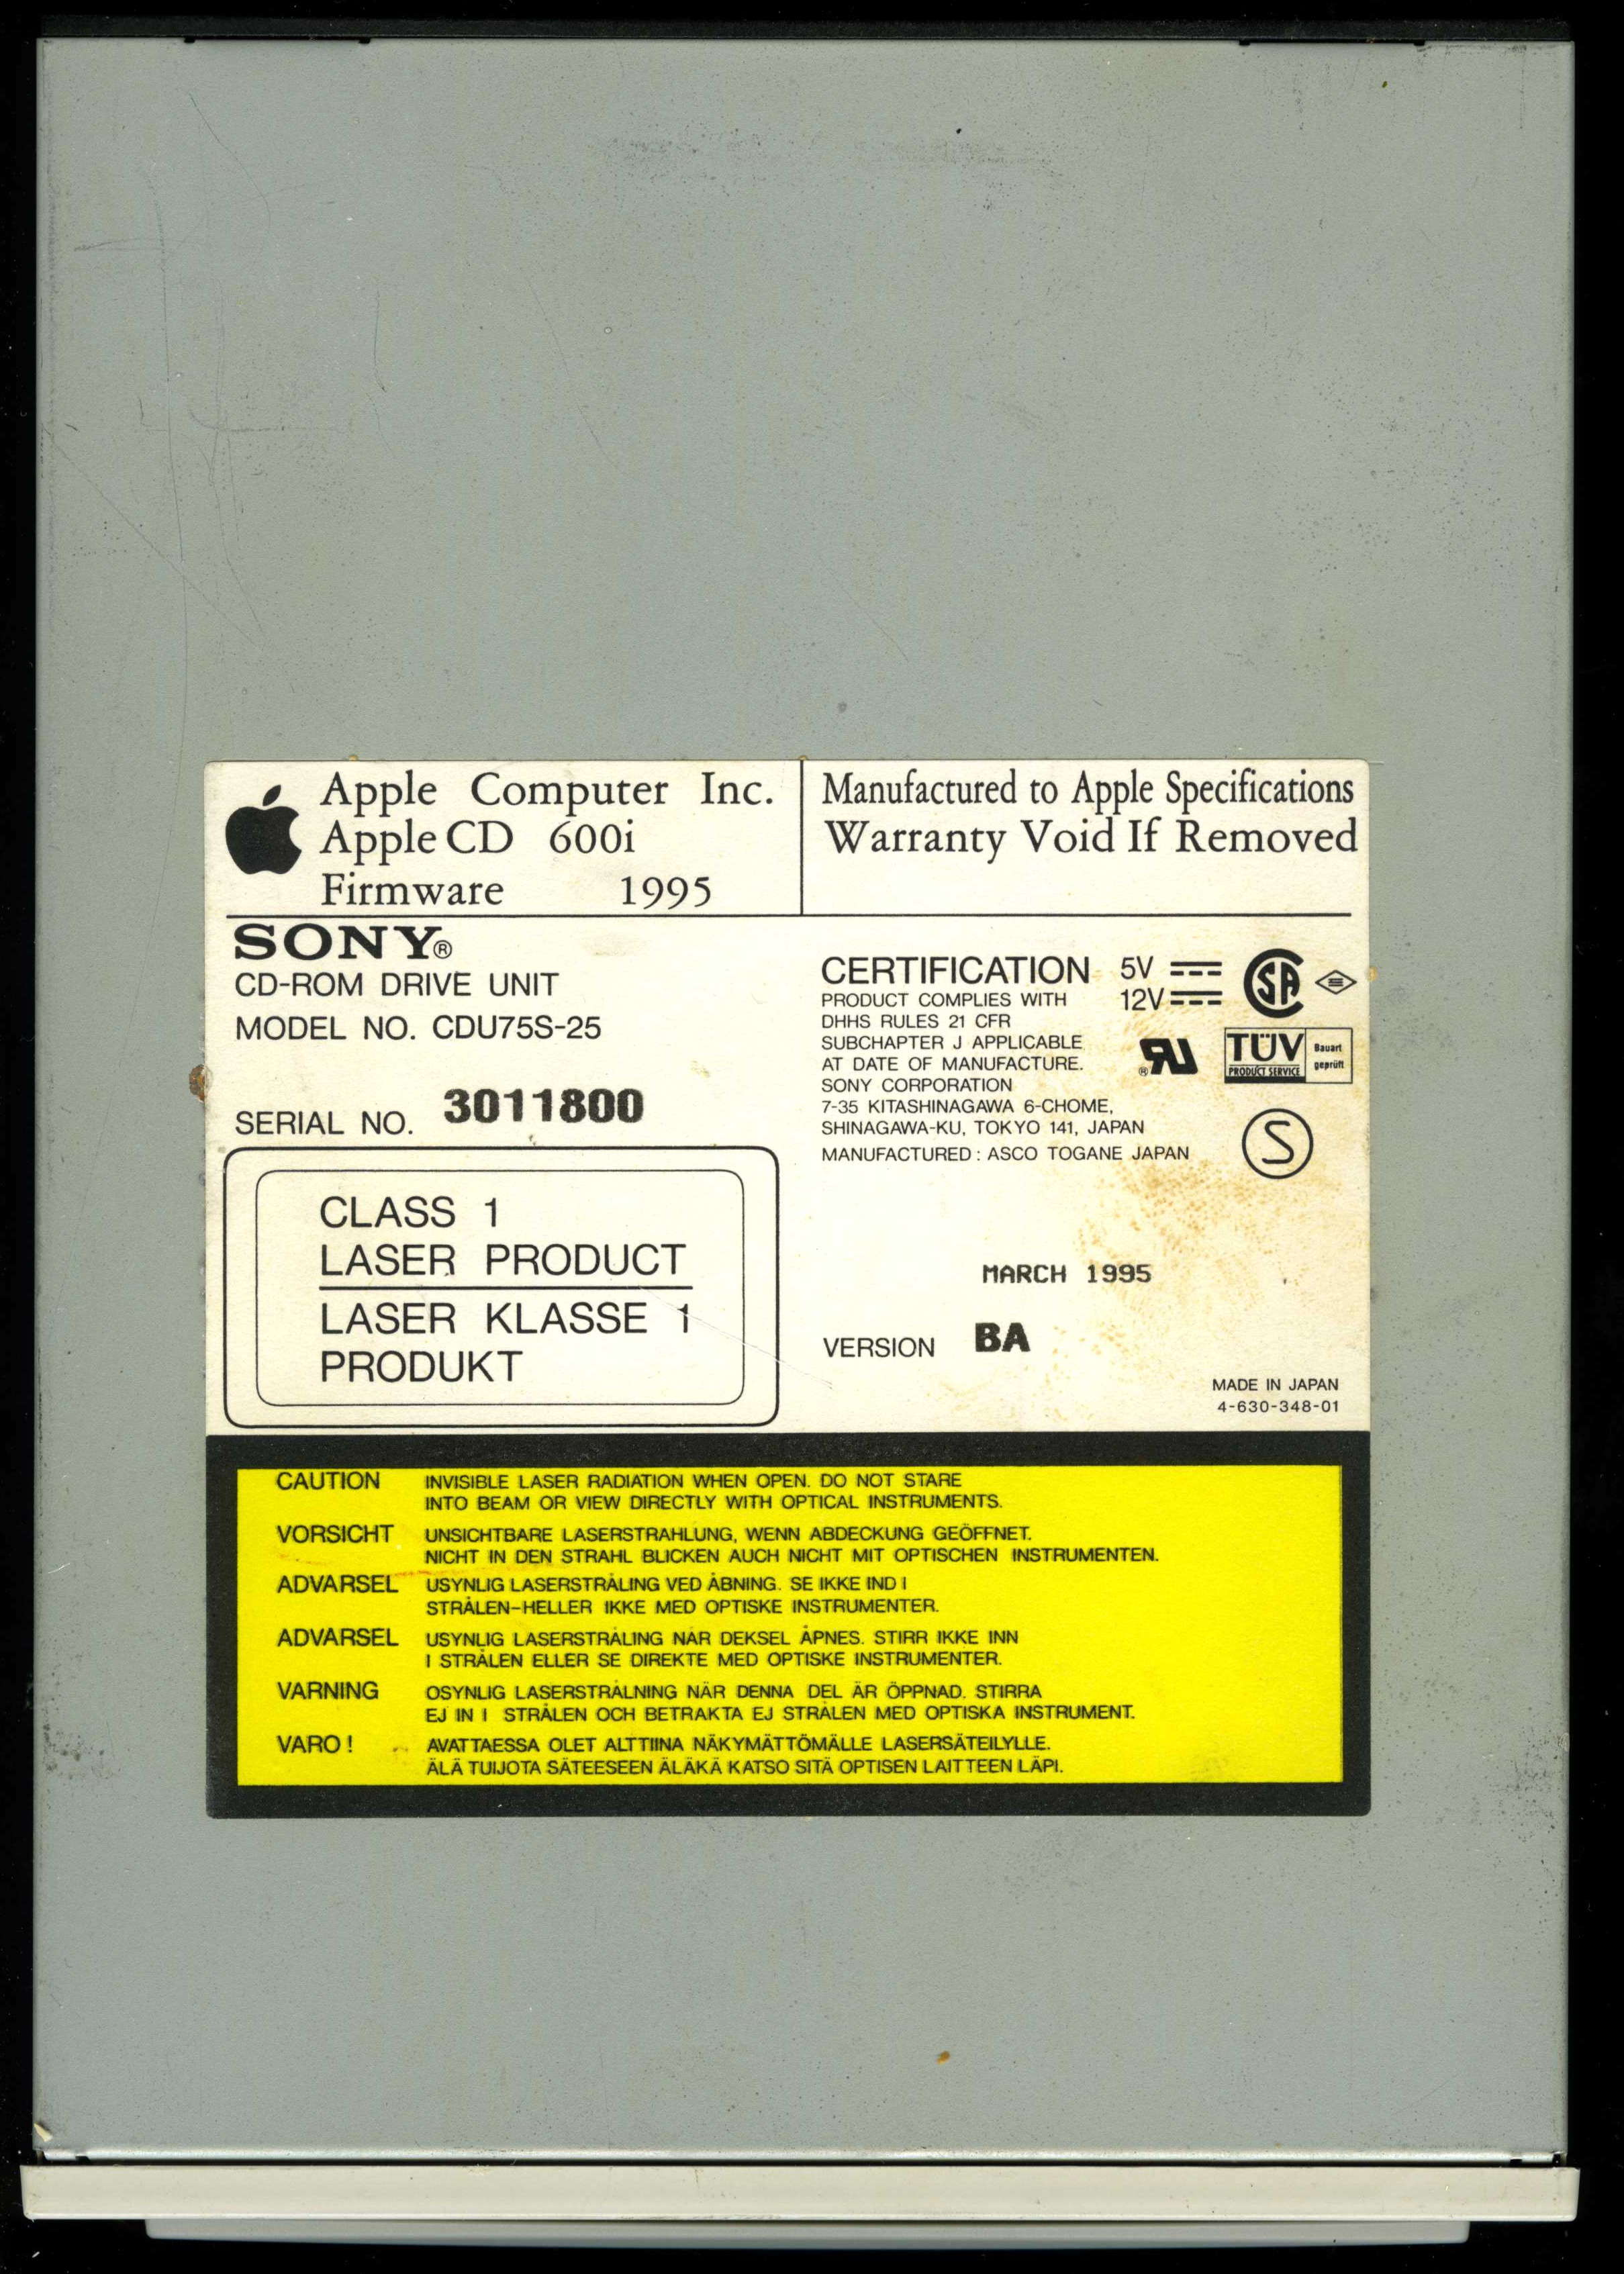 Apple Computer Inc.
AppleCD 600i
Firmware 1995
Manufactured to Apple Specifications
Warranty Void If Removed
SONY®
CD-ROM DRIVE UNIT
MODEL NO. CDU75S-25
SERIAL NO. 3011800
CLASS 1
LASER PRODUCT
LASER KLASSE 1
PRODUKT
CERTIFICATION
PRODUCT COMPLIES WITH
DHHS RULES 21 CFR
SUBCHAPTER J APPLICABLE
AT DATE OF MANUFACTURE.
SONY CORPORATION
7-35 KITASHINAGAWA 6-CHOME,
SHINAGAWA-KU, TOKYO 141, JAPAN
MANUFACTURED : ASCO TOGANE JAPAN
5V
12V
SA
RU®
TÜV
PRODUCT SERVICE
Bauart
geprüft
S
MARCH 1995
VERSION BA
MADE IN JAPAN
4-630-348-01
CAUTION INVISIBLE LASER RADIATION WHEN OPEN. DO NOT STARE
INTO BEAM OR VIEW DIRECTLY WITH OPTICAL INSTRUMENTS.
VORSICHT UNSICHTBARE LASERSTRAHLUNG, WENN ABDECKUNG GEÖFFNET.
NICHT IN DEN STRAHL BLICKEN AUCH NICHT MIT OPTISCHEN INSTRUMENTEN.
ADVARSEL USYNLIG LASERSTRÅLING VED ÅBNING. SE IKKE IND I
STRÅLEN-HELLER IKKE MED OPTISKE INSTRUMENTER.
ADVARSEL USYNLIG LASERSTRÅLING NÅR DEKSEL ÅPNES. STIRR IKKE INN
I STRÅLEN ELLER SE DIREKTE MED OPTISKE INSTRUMENTER.
VARNING OSYNLIG LASERSTRÅLNING NÄR DENNA DEL ÄR ÖPPNAD. STIRRA
EJ IN I STRÅLEN OCH BETRAKTA EJ STRÅLEN MED OPTISKA INSTRUMENT.
VARO! AVATTAESSA OLET ALTTIINA NÄKYMÄTTÖMÄLLE LASERSÄTEILYLLE.
ÄLÄ TUIJOTA SÄTEESEEN ÄLÄKÄ KATSO SITÄ OPTISEN LAITTEEN LÄPI.